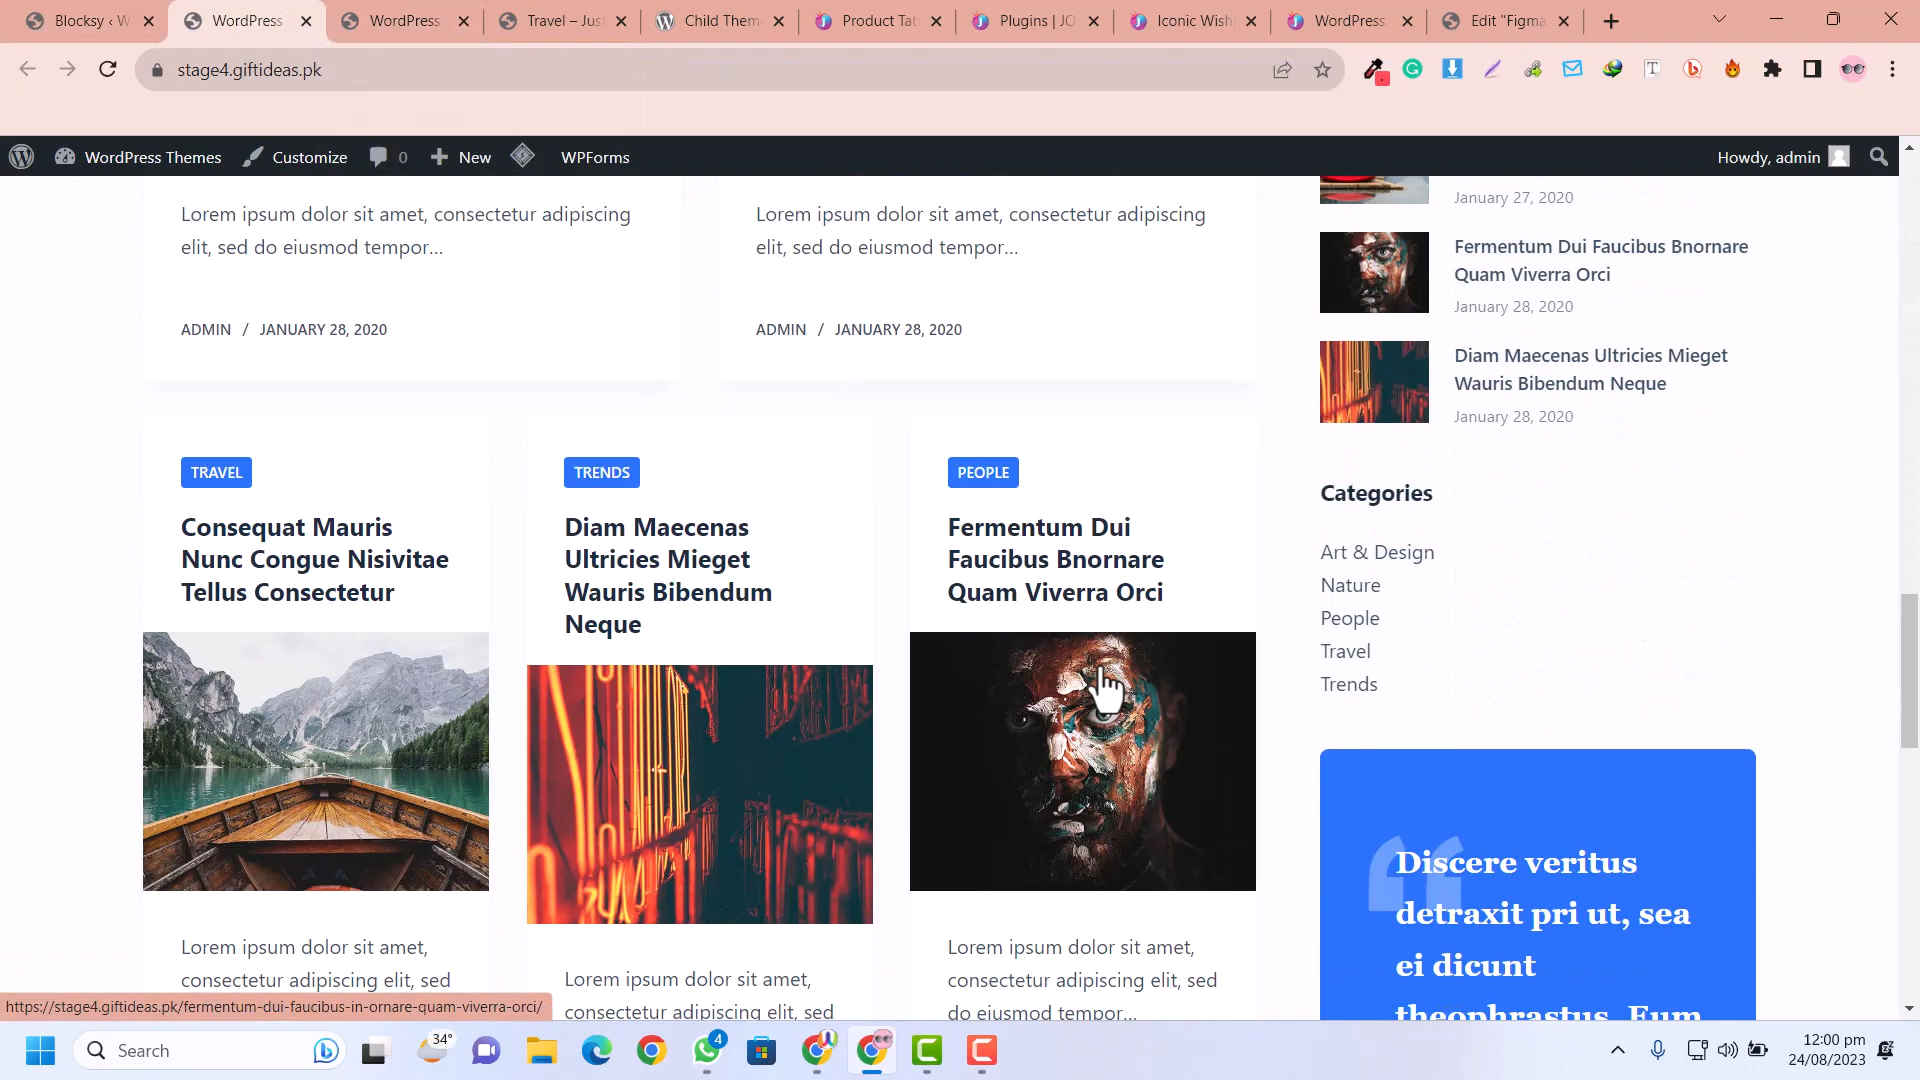 Blocksy ‹ W
WordPress T
WordPress
Travel – Jus
Child Them
Product Tab
Plugins | JO
Iconic Wish
WordPress
Edit "Figma
stage4.giftideas.pk
WordPress Themes
Customize
0
New
WPForms
Howdy, admin
Lorem ipsum dolor sit amet, consectetur adipiscing
elit, sed do eiusmod tempor…
ADMIN / JANUARY 28, 2020
Lorem ipsum dolor sit amet, consectetur adipiscing
elit, sed do eiusmod tempor…
ADMIN / JANUARY 28, 2020
TRAVEL
Consequat Mauris
Nunc Congue Nisivitae
Tellus Consectetur
Lorem ipsum dolor sit amet,
consectetur adipiscing elit, sed
TRENDS
Diam Maecenas
Ultricies Mieget
Wauris Bibendum
Neque
Lorem ipsum dolor sit amet,
consectetur adipiscing elit, sed
PEOPLE
Fermentum Dui
Faucibus Bnornare
Quam Viverra Orci
Lorem ipsum dolor sit amet,
consectetur adipiscing elit, sed
do eiusmod tempor…
January 27, 2020
Fermentum Dui Faucibus Bnornare
Quam Viverra Orci
January 28, 2020
Diam Maecenas Ultricies Mieget
Wauris Bibendum Neque
January 28, 2020
Categories
Art & Design
Nature
People
Travel
Trends
Discere veritus
detraxit pri ut, sea
ei dicunt
theophrastus. Eum
https://stage4.giftideas.pk/fermentum-dui-faucibus-in-ornare-quam-viverra-orci/
Search
34°
4
12:00 pm
24/08/2023